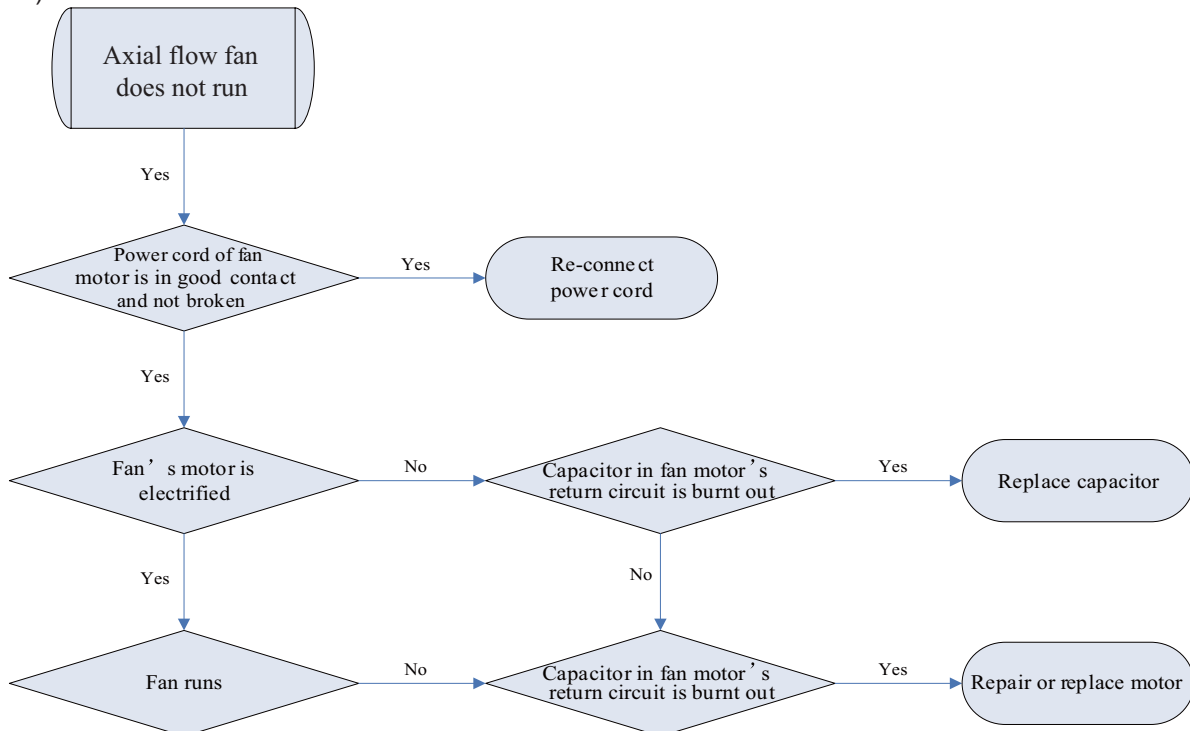 )
Axial flow fan
does not run
Yes
Power cord of fan
motor is in good contact
and not broken
Yes
Re-connect
power cord
Yes
Fan’s motor is
electrified
No
Capacitor in fan motor’s
return circuit is burnt out
Yes
Replace capacitor
Yes
No
Fan runs
No
Capacitor in fan motor’s
return circuit is burnt out
Yes
Repair or replace motor